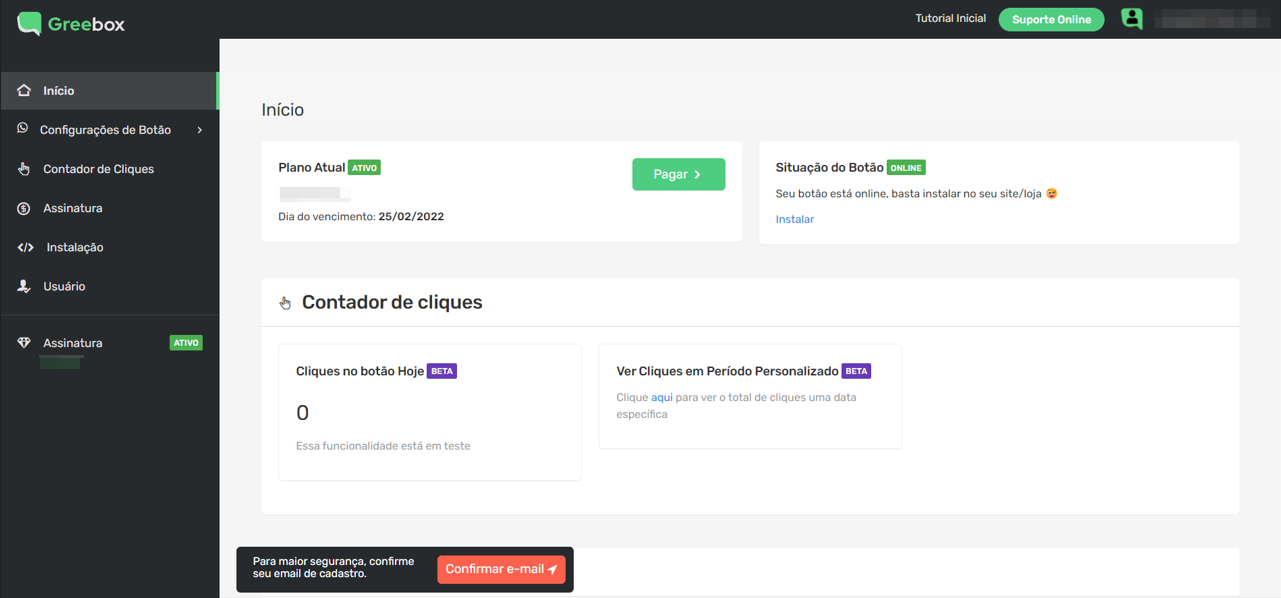 Greebox
Tutorial Inicial
Suporte Online
Início
Configurações de Botão
Contador de Cliques
Assinatura
Instalação
Usuário
Assinatura ATIVO
Início
Plano Atual ATIVO
Pagar
Dia do vencimento: 25/02/2022
Situação do Botão ONLINE
Seu botão está online, basta instalar no seu site/loja
Instalar
Contador de cliques
Cliques no botão Hoje BETA
0
Essa funcionalidade está em teste
Ver Cliques em Período Personalizado BETA
Clique aqui para ver o total de cliques uma data
específica
Para maior segurança, confirme
seu email de cadastro.
Confirmar e-mail